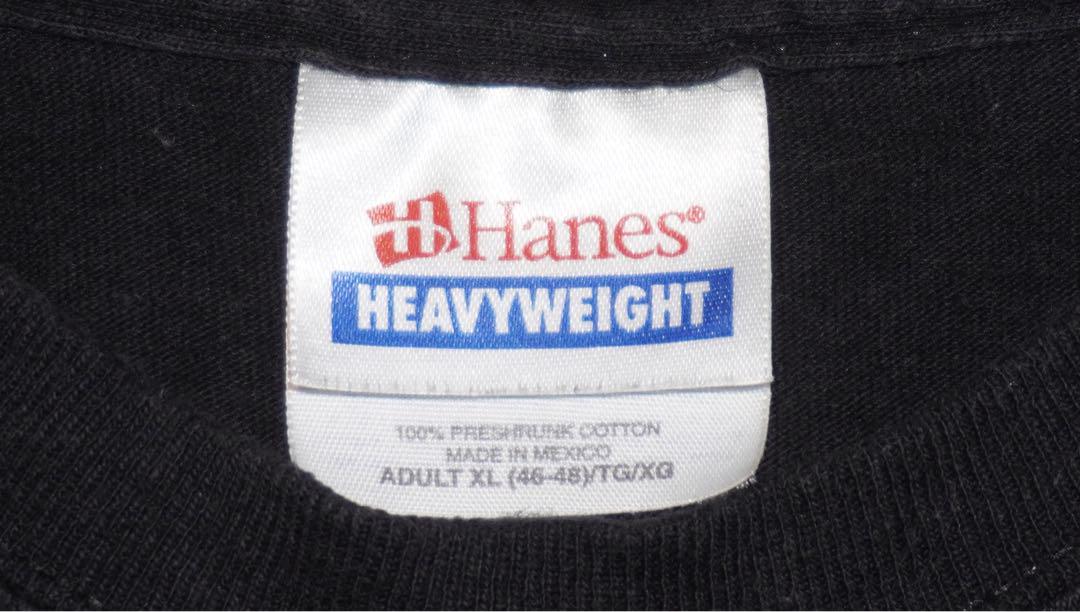 Hanes®
HEAVYWEIGHT
100% PRESHRUNK COTTON
MADE IN MEXICO
ADULT XL (46-48)/TG/XG